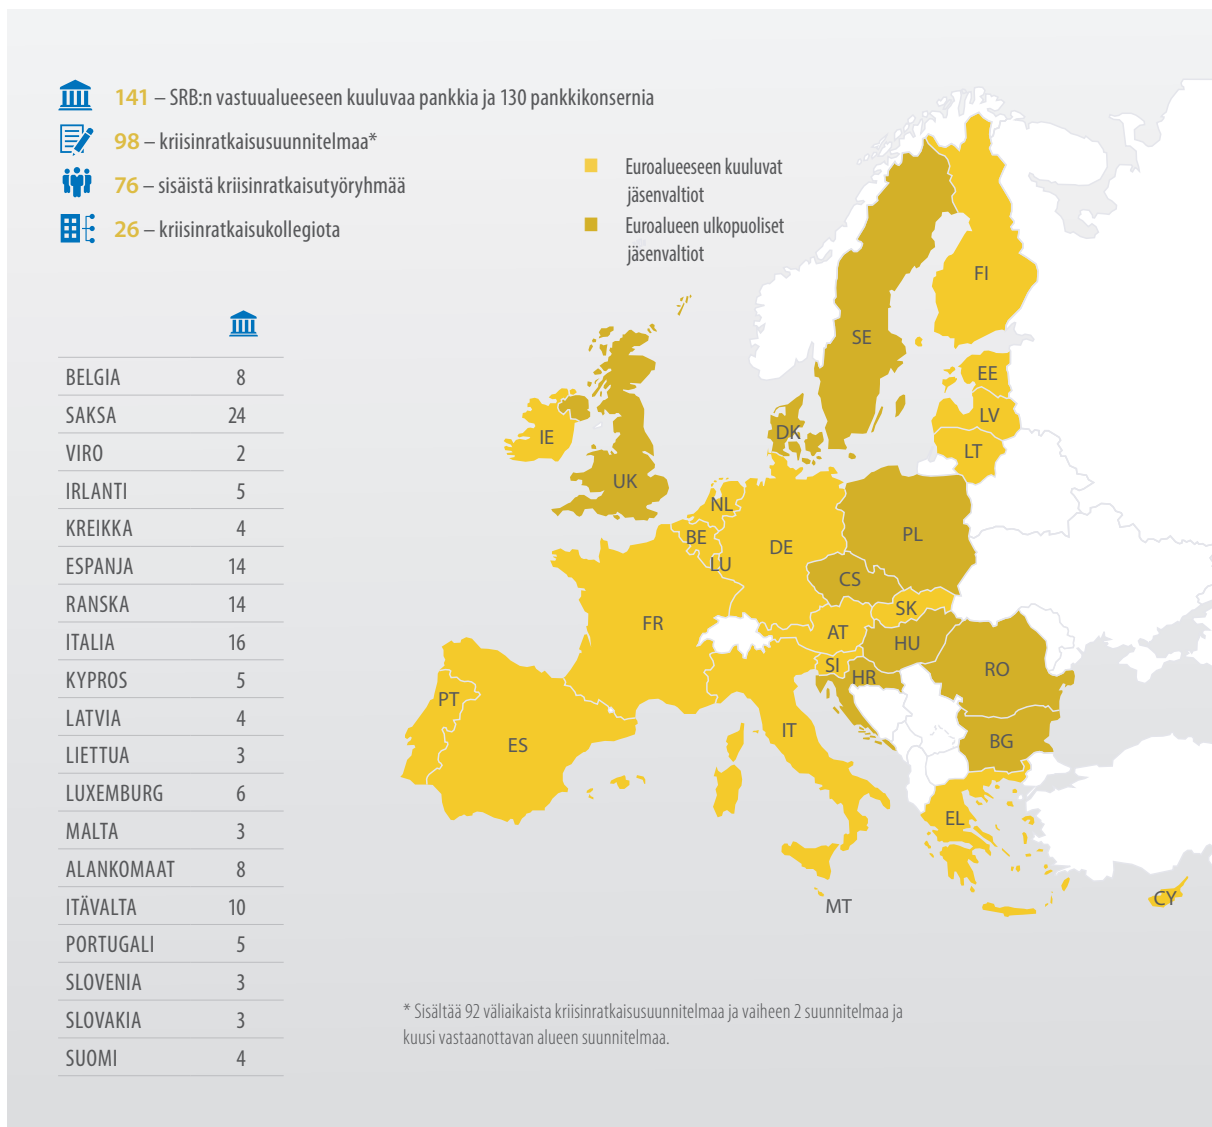 141 – SRB:n vastuualueeseen kuuluvaa pankkia ja 130 pankkikonsernia
98 – kriisinratkaisusuunnitelmaa*
76 – sisäistä kriisinratkaisutyöryhmää
26 – kriisinratkaisukollegiota
Euroalueeseen kuuluvat
jäsenvaltiot
Euroalueen ulkopuoliset
jäsenvaltiot
BELGIA 8
SAKSA 24
VIRO 2
IRLANTI 5
KREIKKA 4
ESPANJA 14
RANSKA 14
ITALIA 16
KYPROS 5
LATVIA 4
LIETTUA 3
LUXEMBURG 6
MALTA 3
ALANKOMAAT 8
ITÄVALTA 10
PORTUGALI 5
SLOVENIA 3
SLOVAKIA 3
SUOMI 4
FI
SE
EE
LV
LT
DK
IE
UK
NL
BE
LU
DE
PL
CS
SK
AT
HU
FR
SI
HR
RO
BG
PT
ES
IT
EL
MT
CY
* Sisältää 92 väliaikaista kriisinratkaisusuunnitelmaa ja vaiheen 2 suunnitelmaa ja
kuusi vastaanottavan alueen suunnitelmaa.